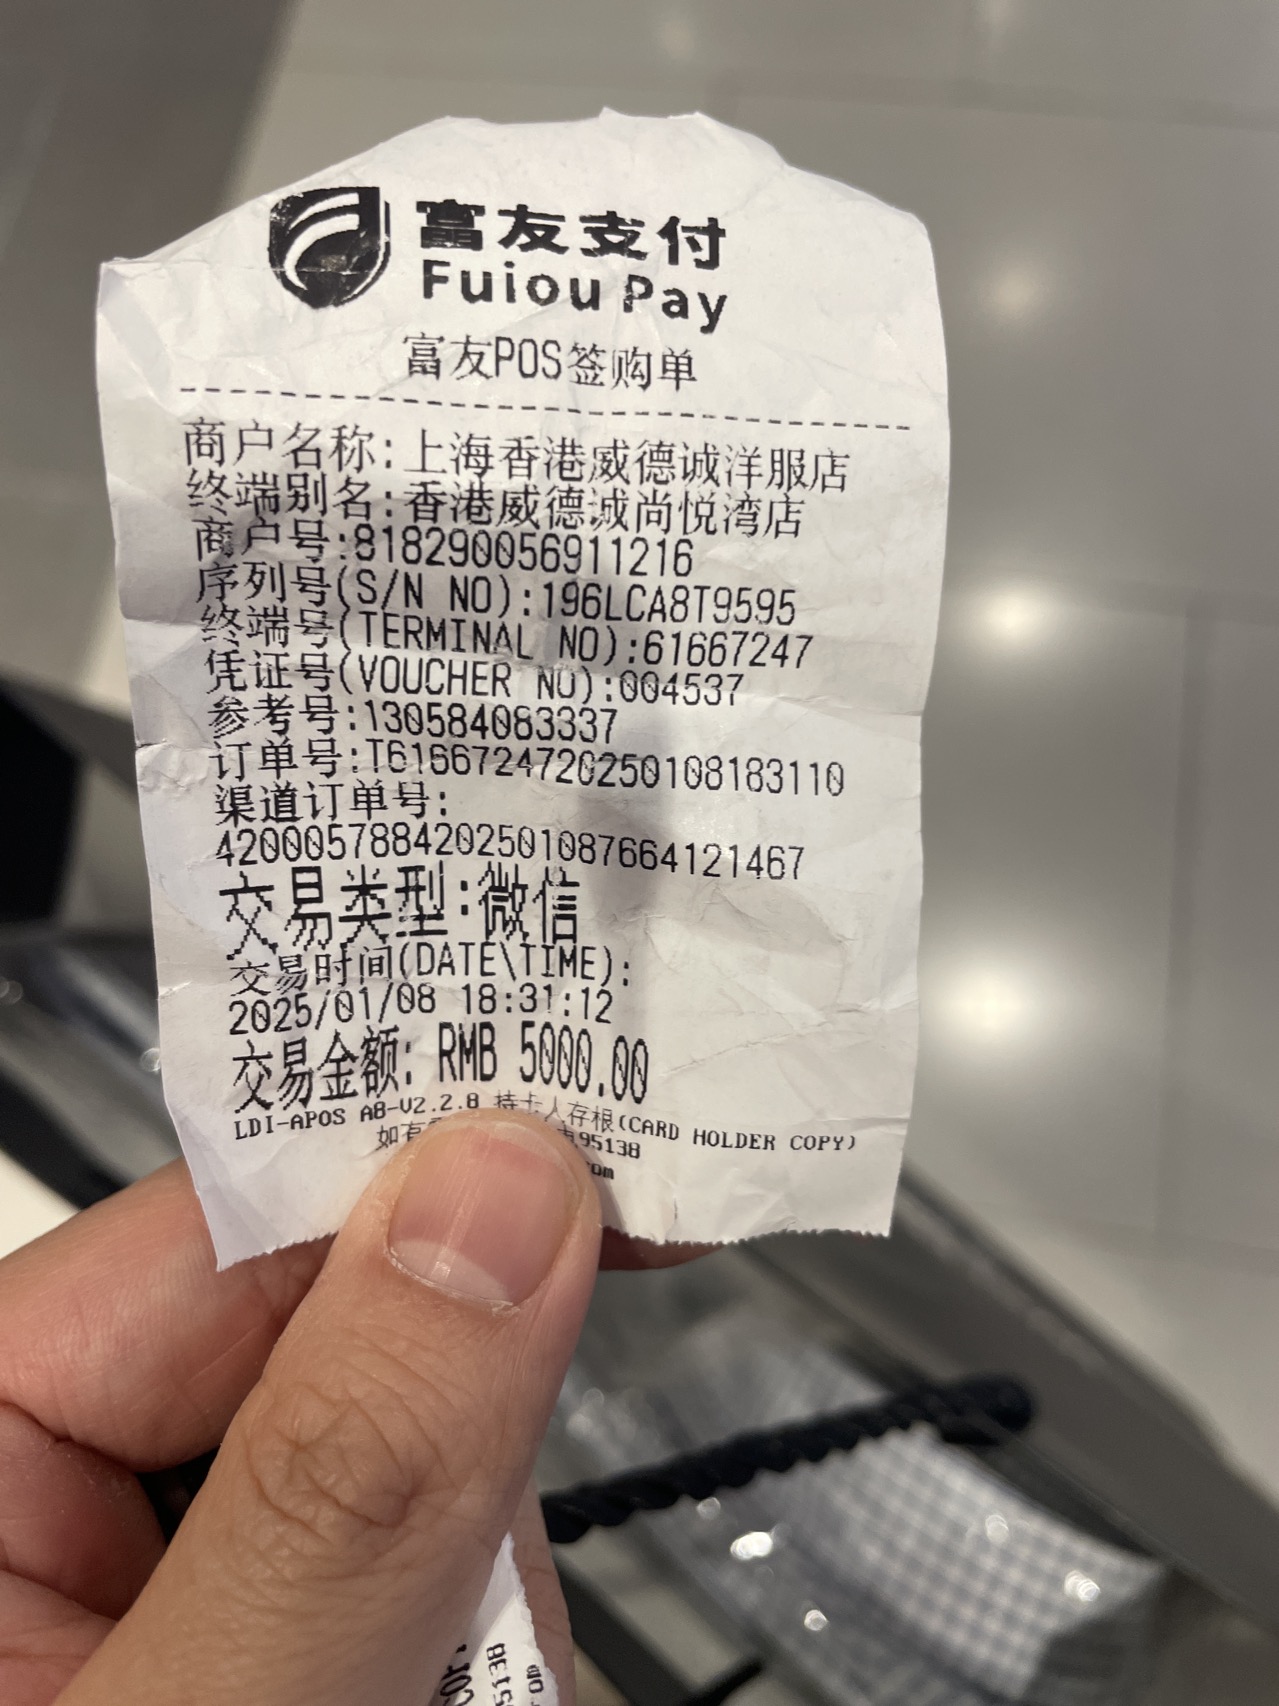 富友支付
Fuiou Pay
富友POS签购单
商户名称:上海香港威德诚洋服店
终端别名:香港威德诚尚悦湾店
商户号:818290056911216
序列号(S/N NO):196LCA8T9595
终端号(TERMINAL NO):61667247
凭证号(VOUCHER NO):004537
参考号:130584083337
订单号:T6166724720250108183110
渠道订单号:
4200057884202501087664121467
交易类型:微信
交易时间(DATE\TIME):
2025/01/08 18:31:12
交易金额: RMB 5000.00
LDI-APOS A8-V2.2.8 持卡人存根(CARD HOLDER COPY)
如有 95138
om